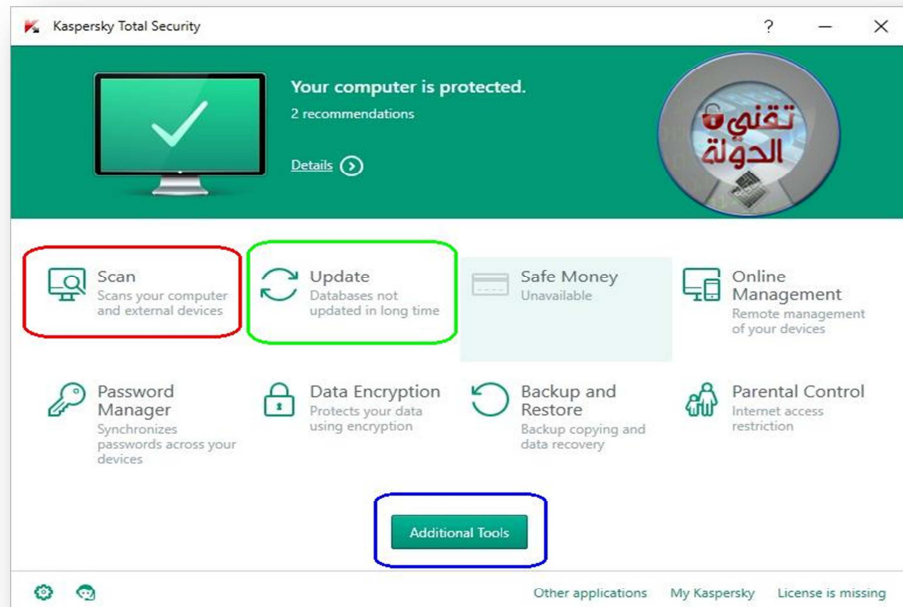 Kaspersky Total Security
?
Your computer is protected.
2 recommendations
Details
تقني
الدولة
Scan
Scans your computer
and external devices
Update
Databases not
updated in long time
Safe Money
Unavailable
Online
Management
Remote management
of your devices
Password
Manager
Synchronizes
passwords across your
devices
Data Encryption
Protects your data
using encryption
Backup and
Restore
Backup copying and
data recovery
Parental Control
Internet access
restriction
Additional Tools
Other applications My Kaspersky License is missing